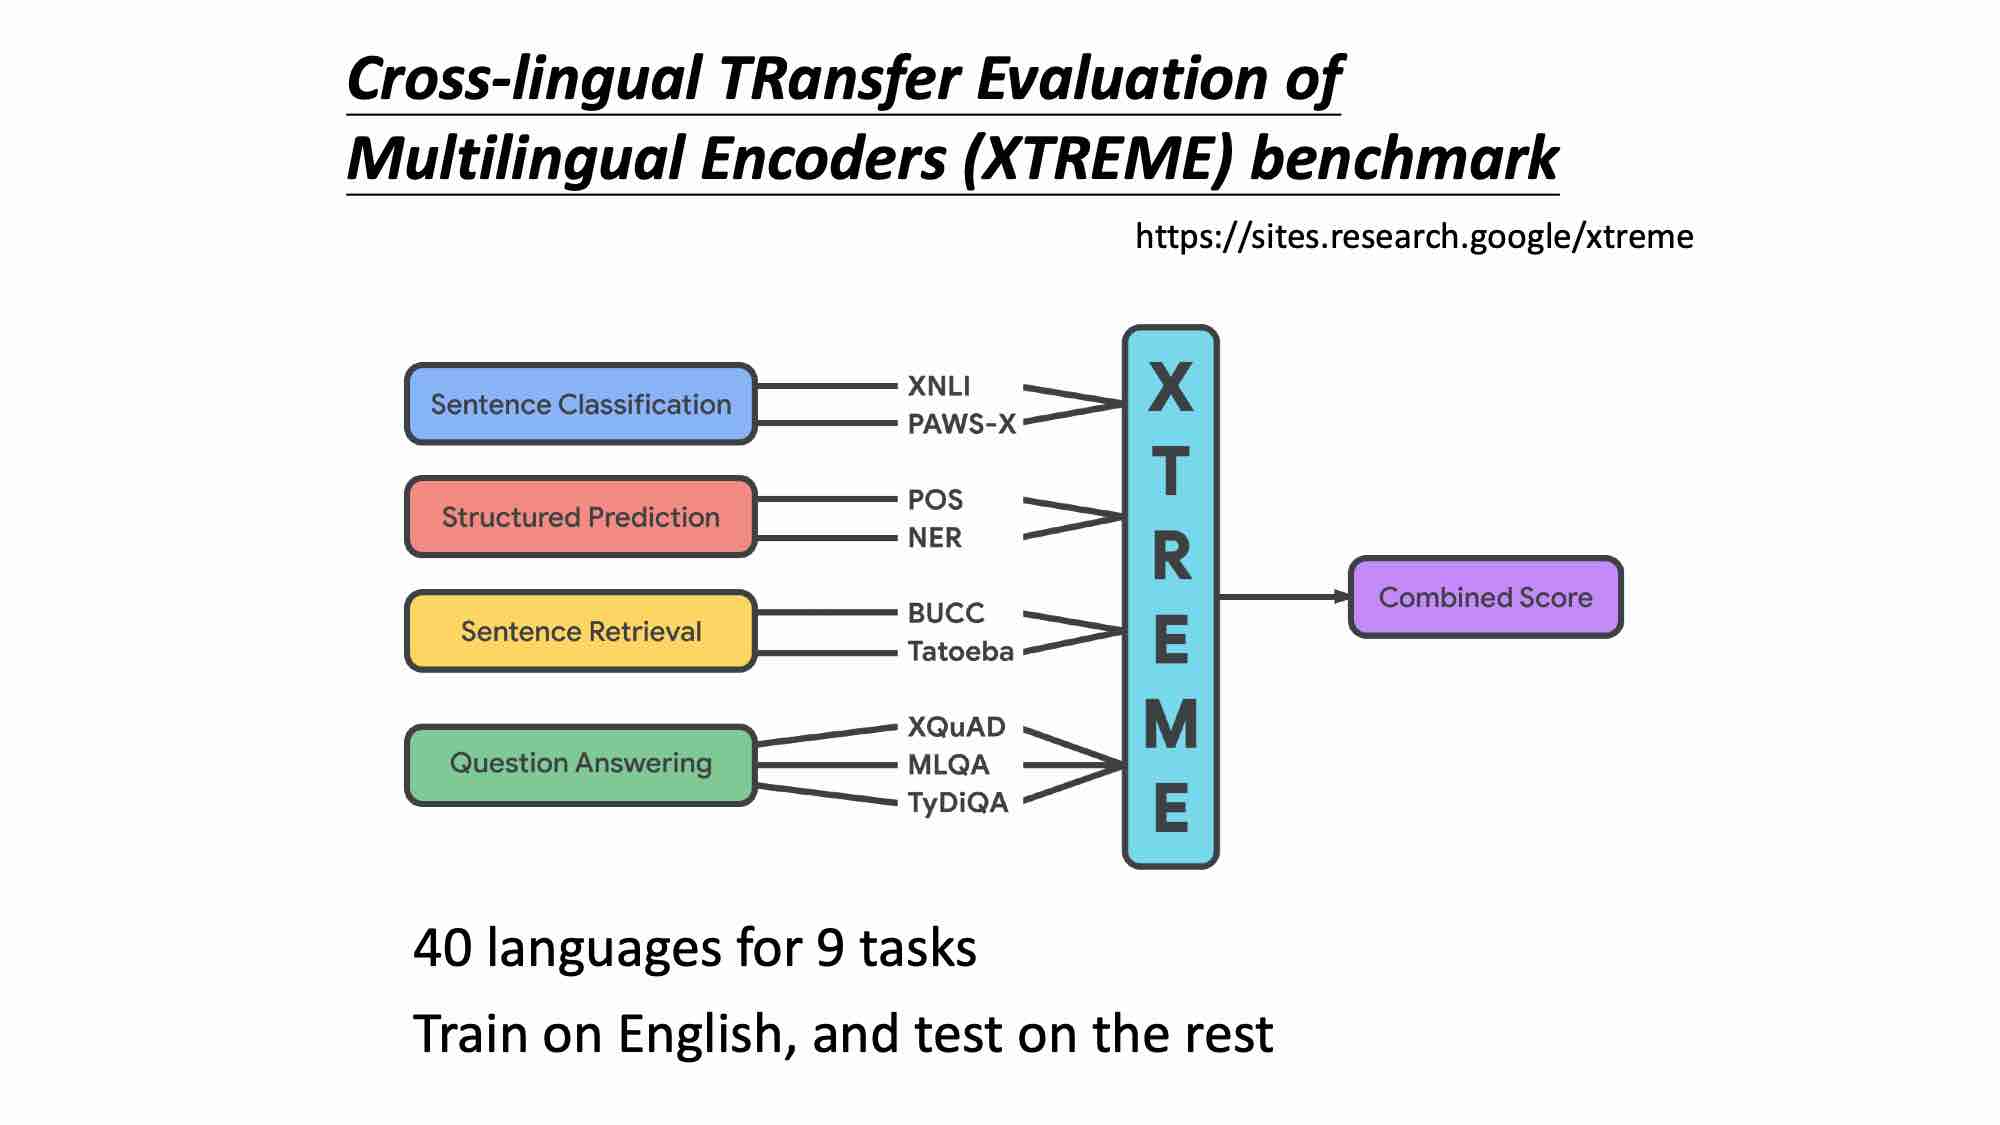 Cross-lingual TRansfer Evaluation of
Multilingual Encoders (XTREME) benchmark
https://sites.research.google/xtreme
Sentence Classification
XNLI
PAWS-X
Structured Prediction
POS
NER
Sentence Retrieval
BUCC
Tatoeba
Question Answering
XQuAD
MLQA
TyDiQA
XTREME
Combined Score
40 languages for 9 tasks
Train on English, and test on the rest